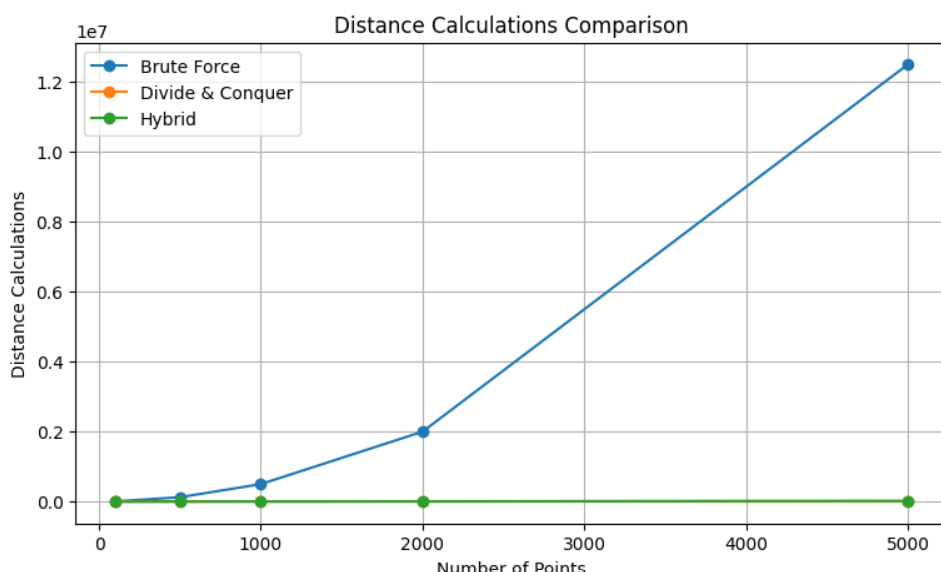 Distance Calculations Comparison
1e7
Brute Force
Divide & Conquer
Hybrid
1.2
1.0
0.8
0.6
0.4
0.2
0.0
Distance Calculations
0 1000 2000 3000 4000 5000
Number of Points